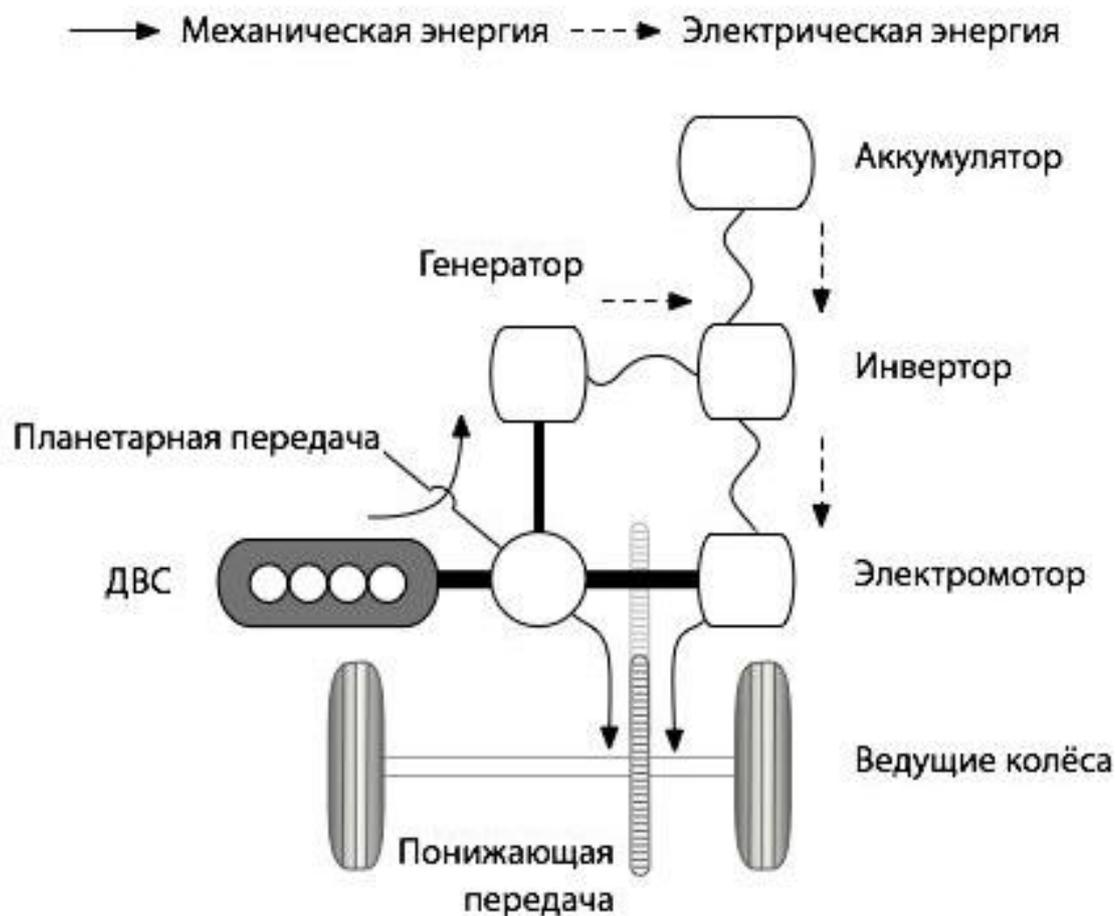 Механическая энергия Электрическая энергия
Аккумулятор
Генератор
Инвертор
Планетарная передача
ДВС
Электромотор
Ведущие колёса
Понижающая
передача